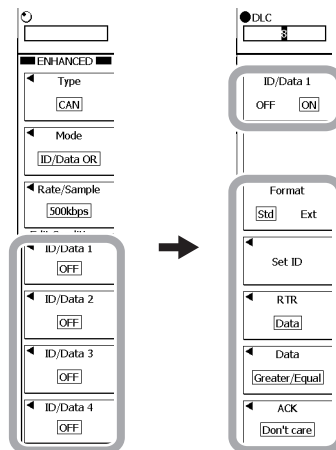 ENHANCED
Type
CAN
Mode
ID/Data OR
Rate/Sample
500kbps
ID/Data 1
OFF
ID/Data 2
OFF
ID/Data 3
OFF
ID/Data 4
OFF
DLC
8
ID/Data 1
OFF ON
Format
Std Ext
Set ID
RTR
Data
Data
Greater/Equal
ACK
Don't care